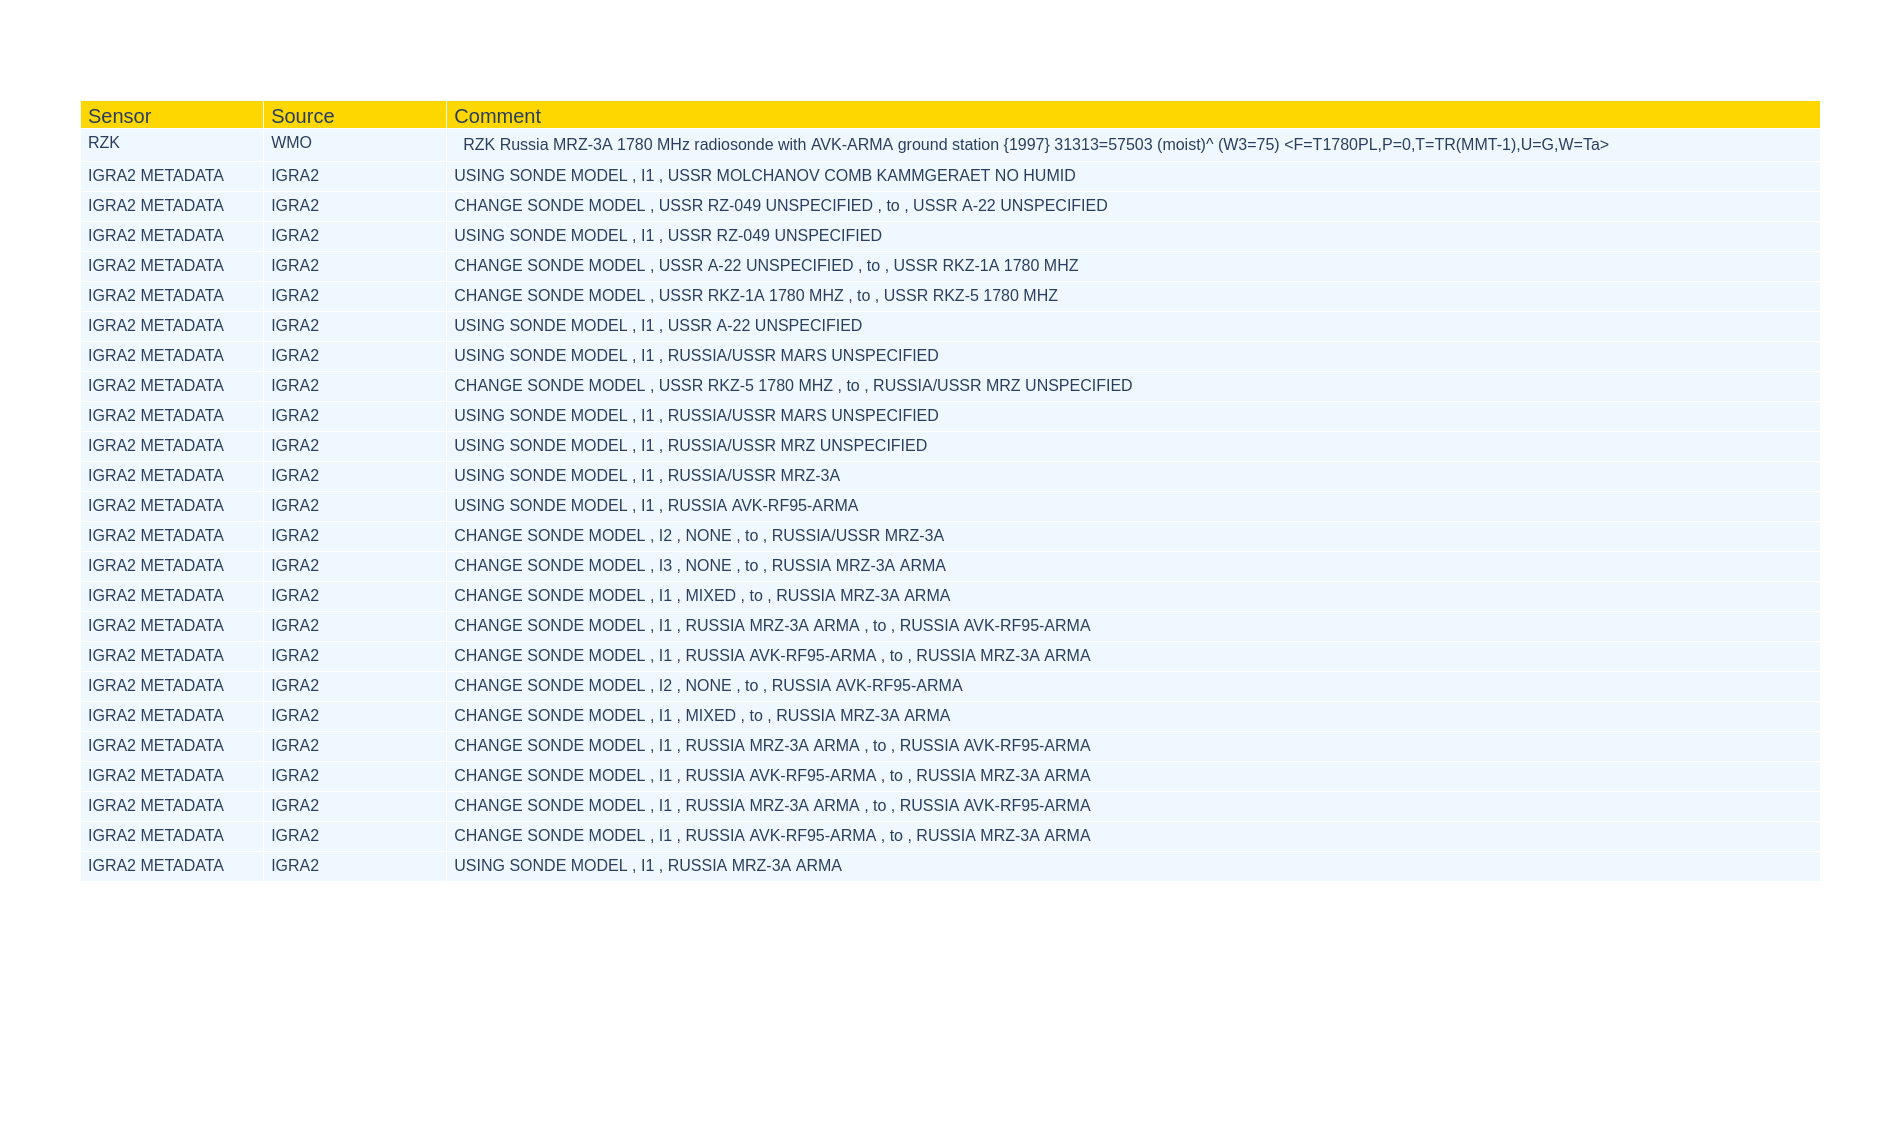 Sensor Source Comment
RZK WMO RZK Russia MRZ-3A 1780 MHz radiosonde with AVK-ARMA ground station {1997} 31313=57503 (moist)^ (W3=75) <F=T1780PL,P=0,T=TR(MMT-1),U=G,W=Ta>
IGRA2 METADATA IGRA2 USING SONDE MODEL , I1 , USSR MOLCHANOV COMB KAMMGERAET NO HUMID
IGRA2 METADATA IGRA2 CHANGE SONDE MODEL , USSR RZ-049 UNSPECIFIED , to , USSR A-22 UNSPECIFIED
IGRA2 METADATA IGRA2 USING SONDE MODEL , I1 , USSR RZ-049 UNSPECIFIED
IGRA2 METADATA IGRA2 CHANGE SONDE MODEL , USSR A-22 UNSPECIFIED , to , USSR RKZ-1A 1780 MHZ
IGRA2 METADATA IGRA2 CHANGE SONDE MODEL , USSR RKZ-1A 1780 MHZ , to , USSR RKZ-5 1780 MHZ
IGRA2 METADATA IGRA2 USING SONDE MODEL , I1 , USSR A-22 UNSPECIFIED
IGRA2 METADATA IGRA2 USING SONDE MODEL , I1 , RUSSIA/USSR MARS UNSPECIFIED
IGRA2 METADATA IGRA2 CHANGE SONDE MODEL , USSR RKZ-5 1780 MHZ , to , RUSSIA/USSR MRZ UNSPECIFIED
IGRA2 METADATA IGRA2 USING SONDE MODEL , I1 , RUSSIA/USSR MARS UNSPECIFIED
IGRA2 METADATA IGRA2 USING SONDE MODEL , I1 , RUSSIA/USSR MRZ UNSPECIFIED
IGRA2 METADATA IGRA2 USING SONDE MODEL , I1 , RUSSIA/USSR MRZ-3A
IGRA2 METADATA IGRA2 USING SONDE MODEL , I1 , RUSSIA AVK-RF95-ARMA
IGRA2 METADATA IGRA2 CHANGE SONDE MODEL , I2 , NONE , to , RUSSIA/USSR MRZ-3A
IGRA2 METADATA IGRA2 CHANGE SONDE MODEL , I3 , NONE , to , RUSSIA MRZ-3A ARMA
IGRA2 METADATA IGRA2 CHANGE SONDE MODEL , I1 , MIXED , to , RUSSIA MRZ-3A ARMA
IGRA2 METADATA IGRA2 CHANGE SONDE MODEL , I1 , RUSSIA MRZ-3A ARMA , to , RUSSIA AVK-RF95-ARMA
IGRA2 METADATA IGRA2 CHANGE SONDE MODEL , I1 , RUSSIA AVK-RF95-ARMA , to , RUSSIA MRZ-3A ARMA
IGRA2 METADATA IGRA2 CHANGE SONDE MODEL , I2 , NONE , to , RUSSIA AVK-RF95-ARMA
IGRA2 METADATA IGRA2 CHANGE SONDE MODEL , I1 , MIXED , to , RUSSIA MRZ-3A ARMA
IGRA2 METADATA IGRA2 CHANGE SONDE MODEL , I1 , RUSSIA MRZ-3A ARMA , to , RUSSIA AVK-RF95-ARMA
IGRA2 METADATA IGRA2 CHANGE SONDE MODEL , I1 , RUSSIA AVK-RF95-ARMA , to , RUSSIA MRZ-3A ARMA
IGRA2 METADATA IGRA2 CHANGE SONDE MODEL , I1 , RUSSIA MRZ-3A ARMA , to , RUSSIA AVK-RF95-ARMA
IGRA2 METADATA IGRA2 CHANGE SONDE MODEL , I1 , RUSSIA AVK-RF95-ARMA , to , RUSSIA MRZ-3A ARMA
IGRA2 METADATA IGRA2 USING SONDE MODEL , I1 , RUSSIA MRZ-3A ARMA